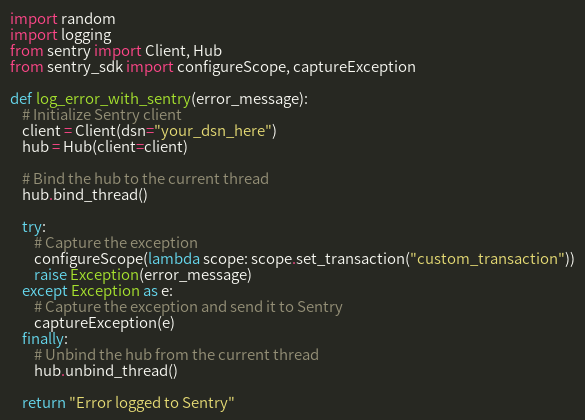 import random
import logging
from sentry import Client, Hub
from sentry_sdk import configureScope, captureException

def log_error_with_sentry(error_message):
    # Initialize Sentry client
    client = Client(dsn="your_dsn_here")
    hub = Hub(client=client)

    # Bind the hub to the current thread
    hub.bind_thread()

    try:
        # Capture the exception
        configureScope(lambda scope: scope.set_transaction("custom_transaction"))
        raise Exception(error_message)
    except Exception as e:
        # Capture the exception and send it to Sentry
        captureException(e)
    finally:
        # Unbind the hub from the current thread
        hub.unbind_thread()

    return "Error logged to Sentry"